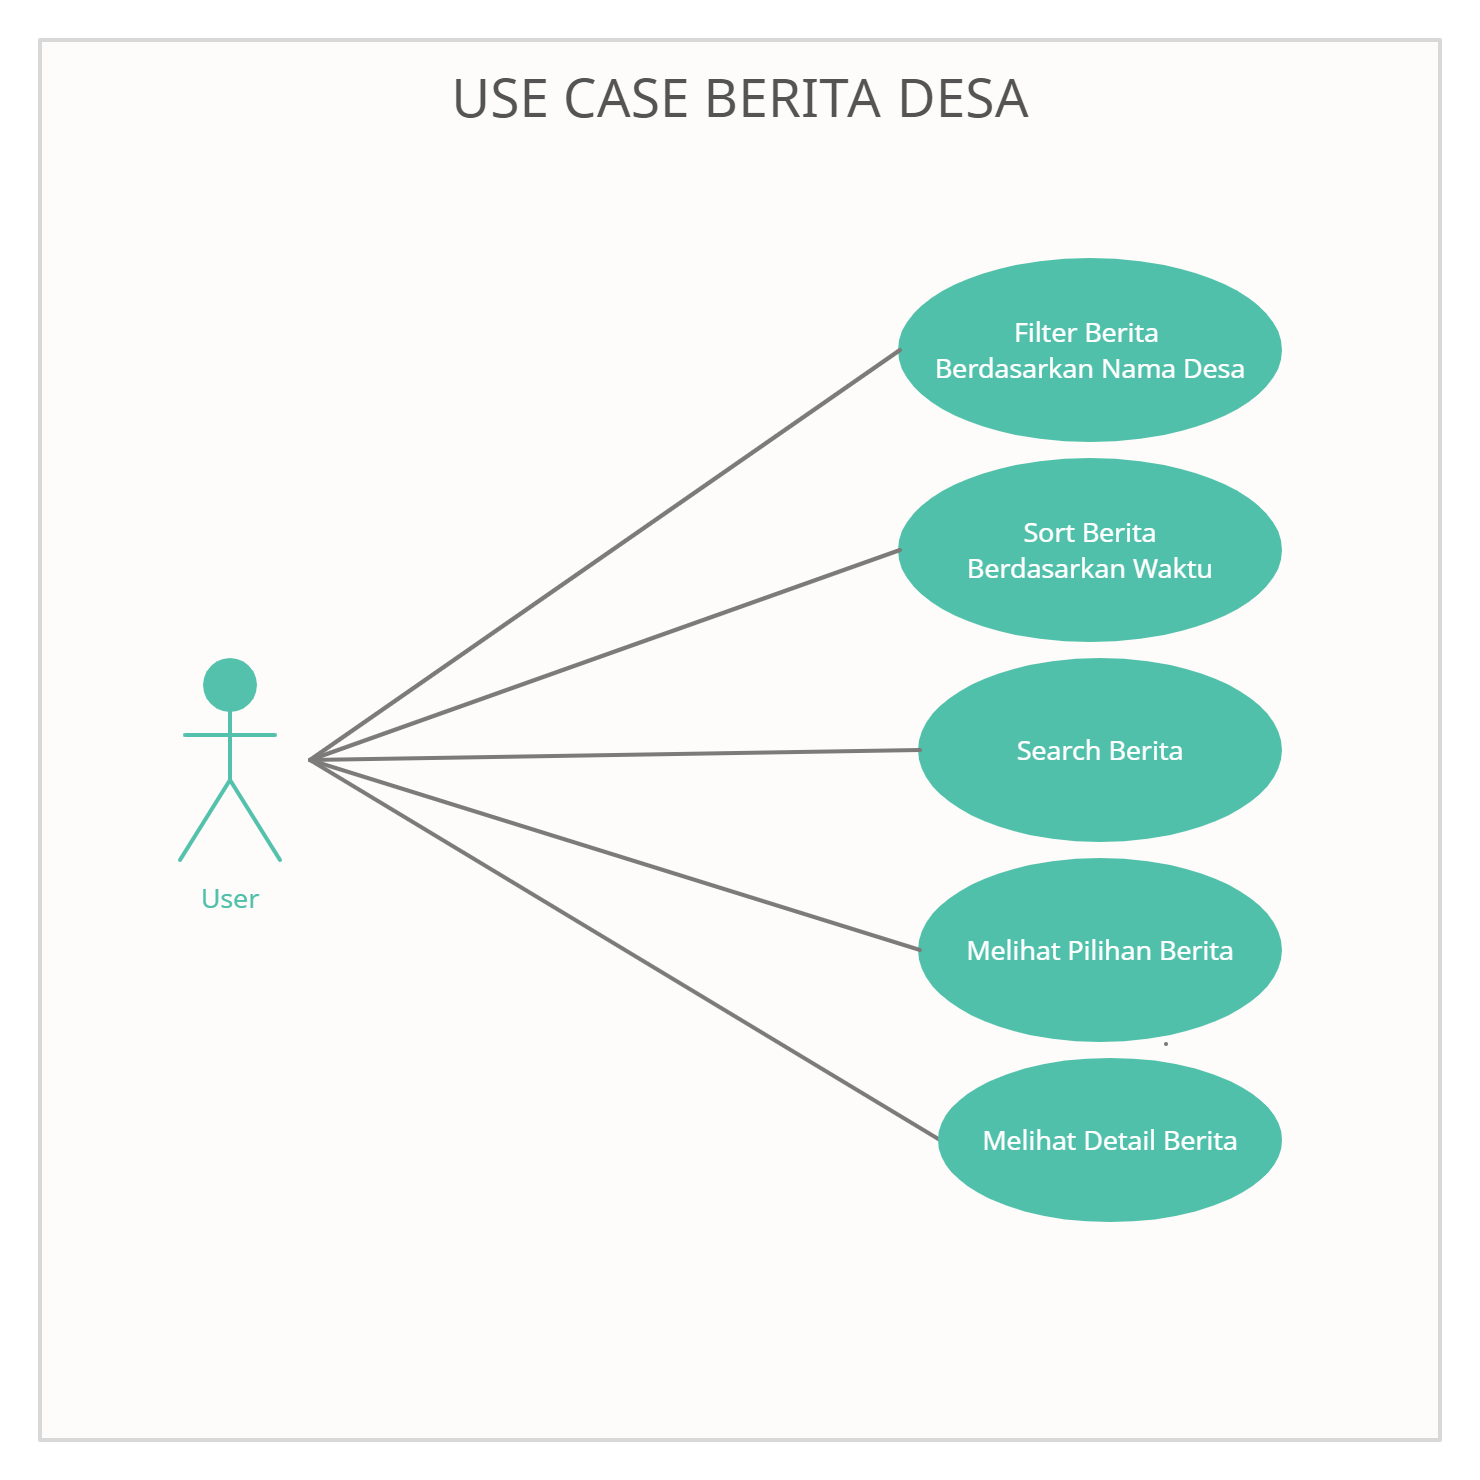 USE CASE BERITA DESA
Filter Berita
Berdasarkan Nama Desa
Sort Berita
Berdasarkan Waktu
Search Berita
User
Melihat Pilihan Berita
Melihat Detail Berita